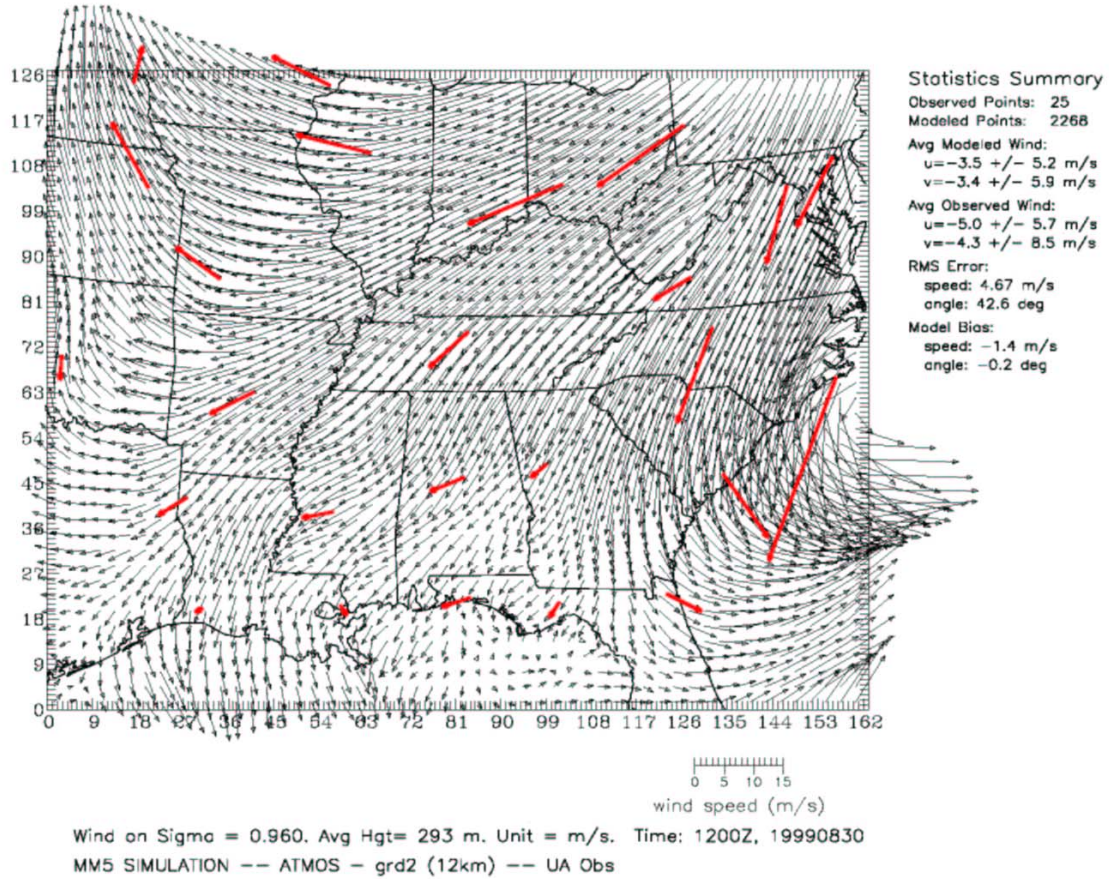 126
117
108
99
90
81
72
63
54
45
36
27
18
9
0
0 9 18 27 36 45 54 63 72 81 90 99 108 117 126 135 144 153 162
Statistics Summary
Observed Points: 25
Modeled Points: 2268
Avg Modeled Wind:
u=-3.5 +/- 5.2 m/s
v=-3.4 +/- 5.9 m/s
Avg Observed Wind:
u=-5.0 +/- 5.7 m/s
v=-4.3 +/- 8.5 m/s
RMS Error:
speed: 4.67 m/s
angle: 42.6 deg
Model Bias:
speed: -1.4 m/s
angle: -0.2 deg
0 5 10 15
wind speed (m/s)
Wind on Sigma = 0.960. Avg Hgt= 293 m. Unit = m/s. Time: 1200Z, 19990830
MM5 SIMULATION -- ATMOS - grd2 (12km) -- UA Obs